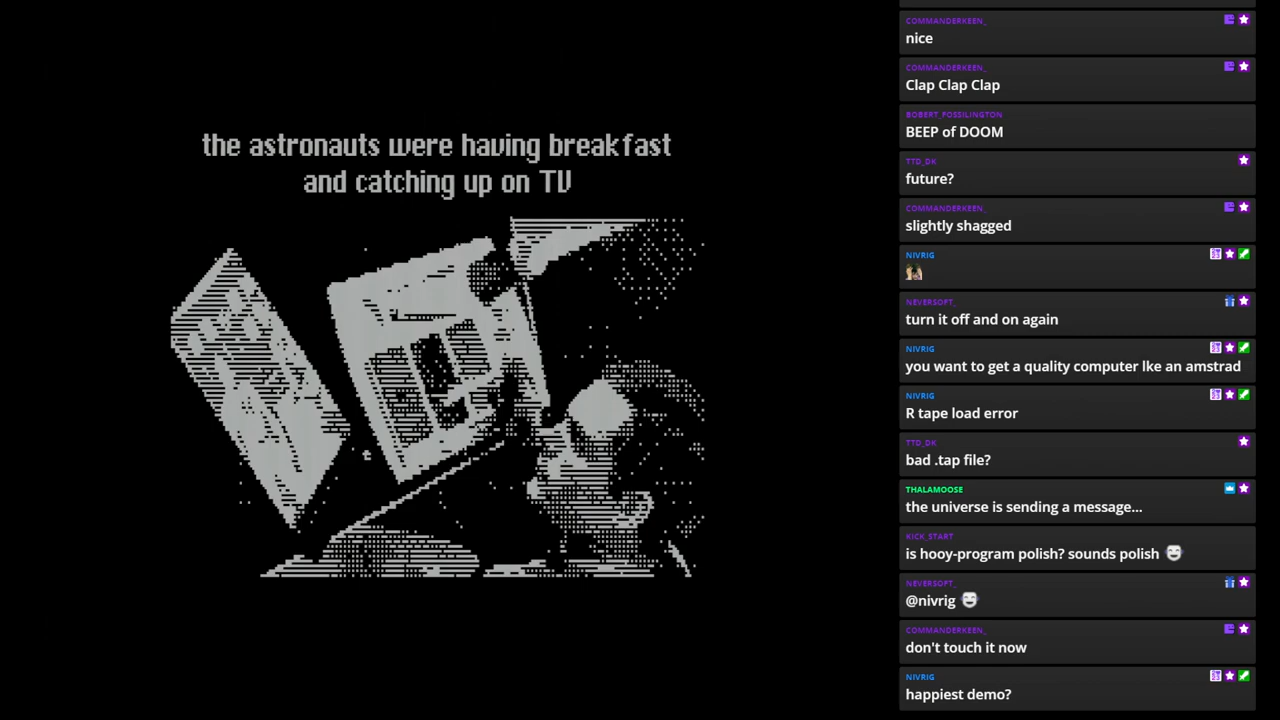 the astronauts were having breakfast
and catching up on TV
COMMANDERKEEN_
nice
COMMANDERKEEN_
Clap Clap Clap
BOBERT_FOSSILINGTON
BEEP of DOOM
TTD_DK
future?
COMMANDERKEEN_
slightly shagged
NIVRIG
NEVERSOFT_
turn it off and on again
NIVRIG
you want to get a quality computer lke an amstrad
NIVRIG
R tape load error
TTD_DK
bad .tap file?
THALAMOOSE
the universe is sending a message...
KICK_START
is hooy-program polish? sounds polish
NEVERSOFT_
@nivrig
COMMANDERKEEN_
don't touch it now
NIVRIG
happiest demo?